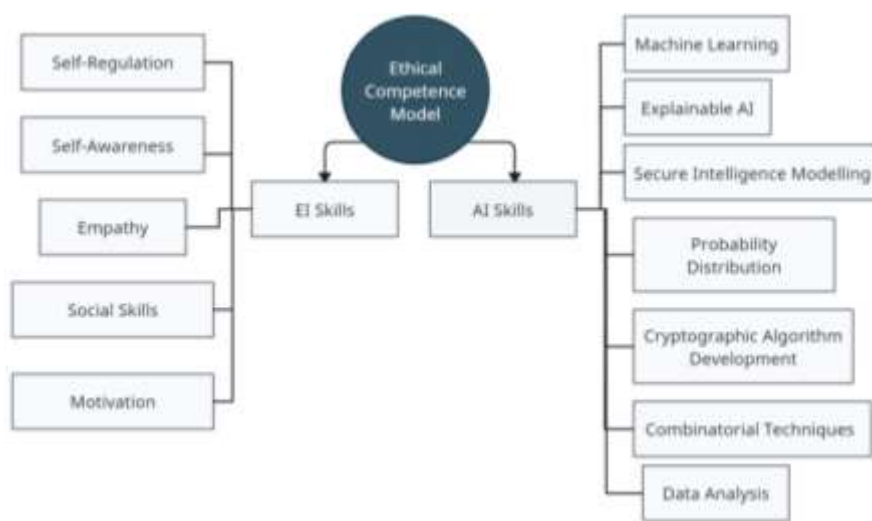 Ethical
Competence
Model
EI Skills
AI Skills
Self-Regulation
Self-Awareness
Empathy
Social Skills
Motivation
Machine Learning
Explainable AI
Secure Intelligence Modelling
Probability
Distribution
Cryptographic Algorithm
Development
Combinatorial Techniques
Data Analysis